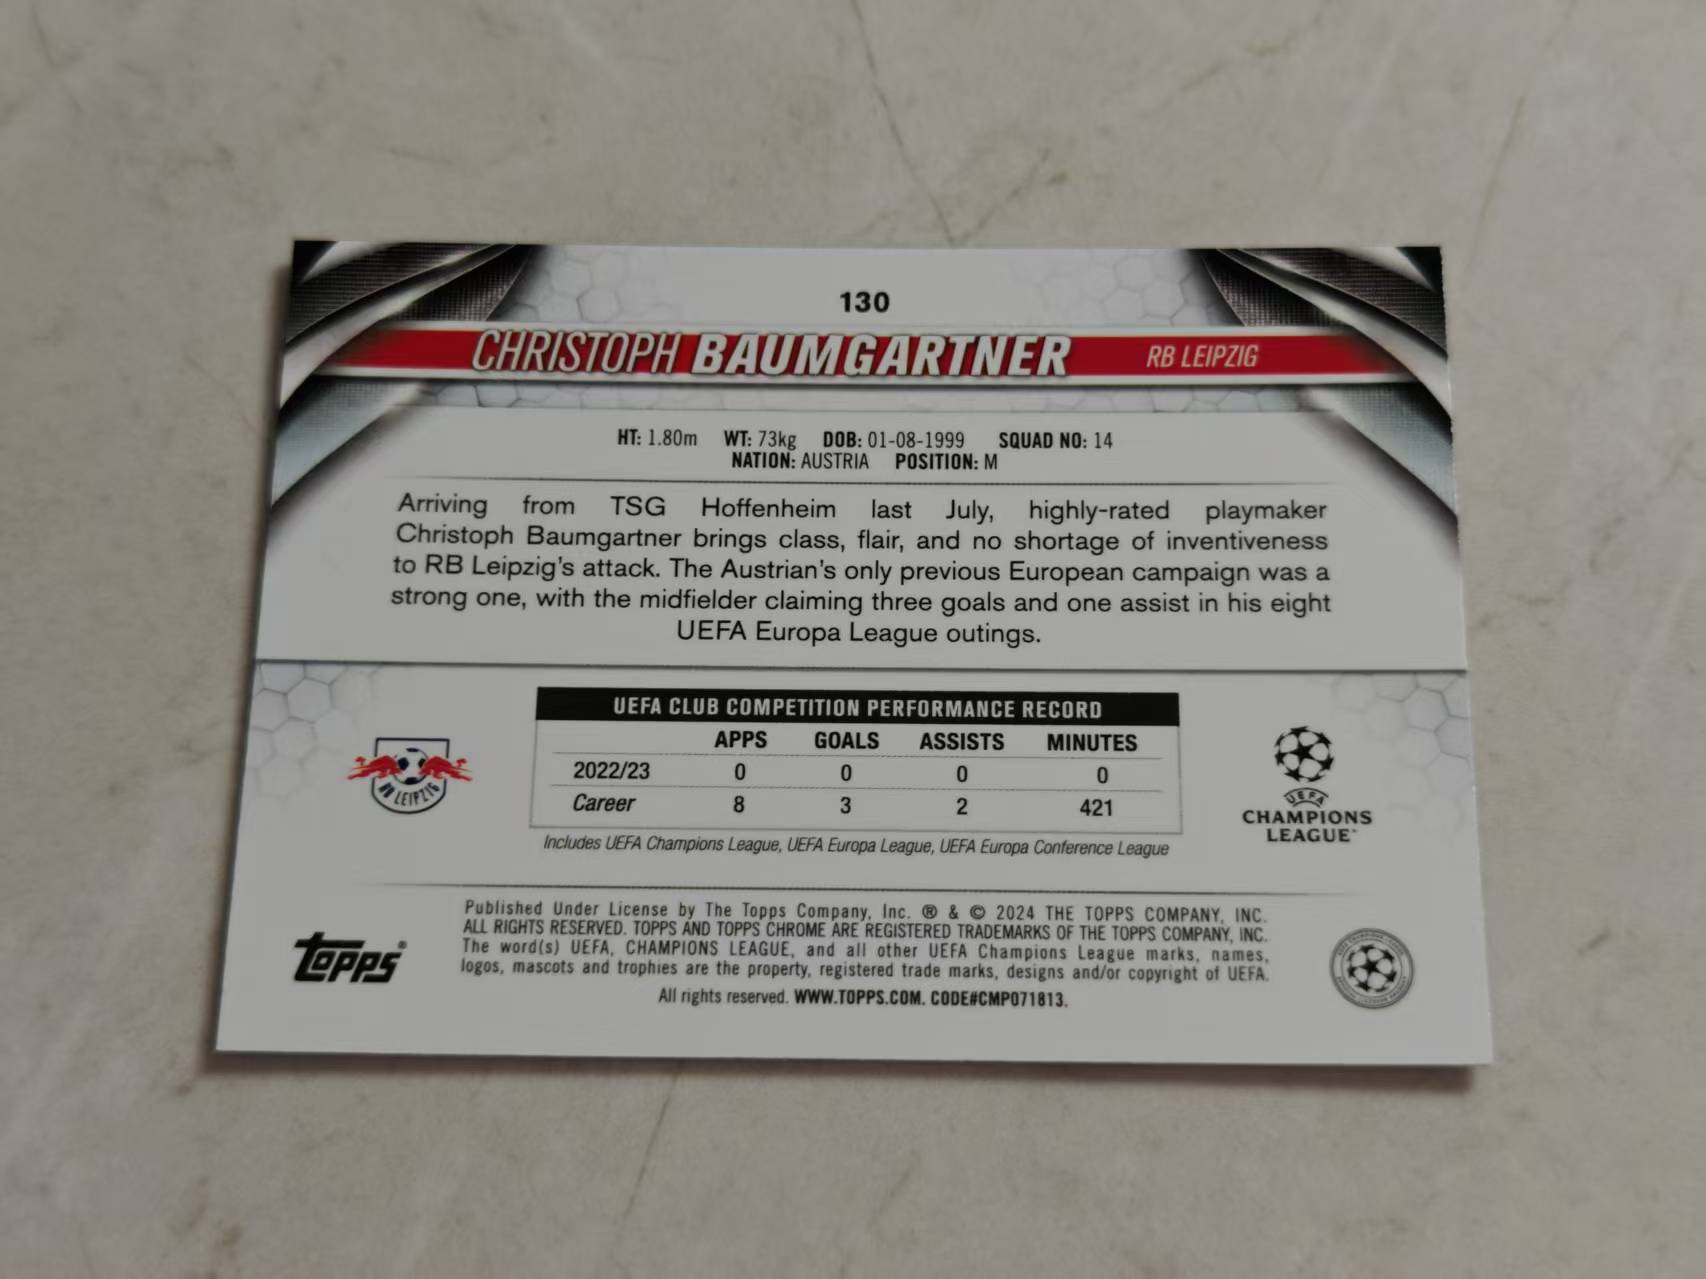 130
CHRISTOPH BAUMGARTNER RB LEIPZIG
HT: 1.80m WT: 73kg DOB: 01-08-1999 SQUAD NO: 14
NATION: AUSTRIA POSITION: M
Arriving from TSG Hoffenheim last July, highly-rated playmaker
Christoph Baumgartner brings class, flair, and no shortage of inventiveness
to RB Leipzig's attack. The Austrian's only previous European campaign was a
strong one, with the midfielder claiming three goals and one assist in his eight
UEFA Europa League outings.
UEFA CLUB COMPETITION PERFORMANCE RECORD
APPS GOALS ASSISTS MINUTES
2022/23 0 0 0 0
Career 8 3 2 421
Includes UEFA Champions League, UEFA Europa League, UEFA Europa Conference League
RB LEIPZIG
UEFA
CHAMPIONS
LEAGUE™
Published Under License by The Topps Company, Inc. ® & © 2024 THE TOPPS COMPANY, INC.
ALL RIGHTS RESERVED. TOPPS AND TOPPS CHROME ARE REGISTERED TRADEMARKS OF THE TOPPS COMPANY, INC.
The word(s) UEFA, CHAMPIONS LEAGUE, and all other UEFA Champions League marks, names,
logos, mascots and trophies are the property, registered trade marks, designs and/or copyright of UEFA.
All rights reserved. WWW.TOPPS.COM. CODE#CMP071813.
topps®